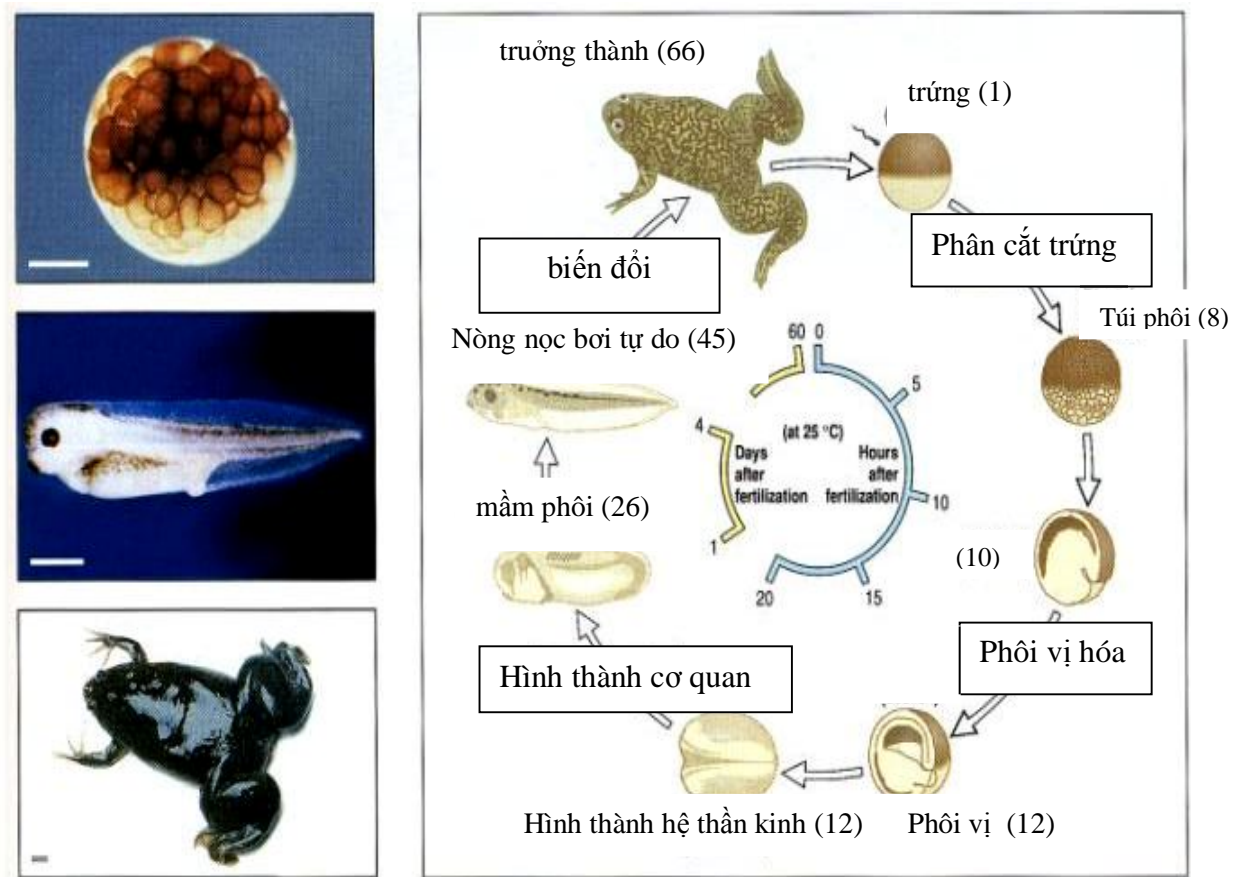 truởng thành (66)
trứng (1)
Phân cắt trứng
biến đổi
Túi phôi (8)
Nòng nọc bơi tự do (45)
60 0
5
4
(at 25 °C)
Days
after
fertilization
Hours
after
fertilization
10
mầm phôi (26)
1
(10)
20
15
Phôi vị hóa
Hình thành cơ quan
Hình thành hệ thần kinh (12)
Phôi vị (12)